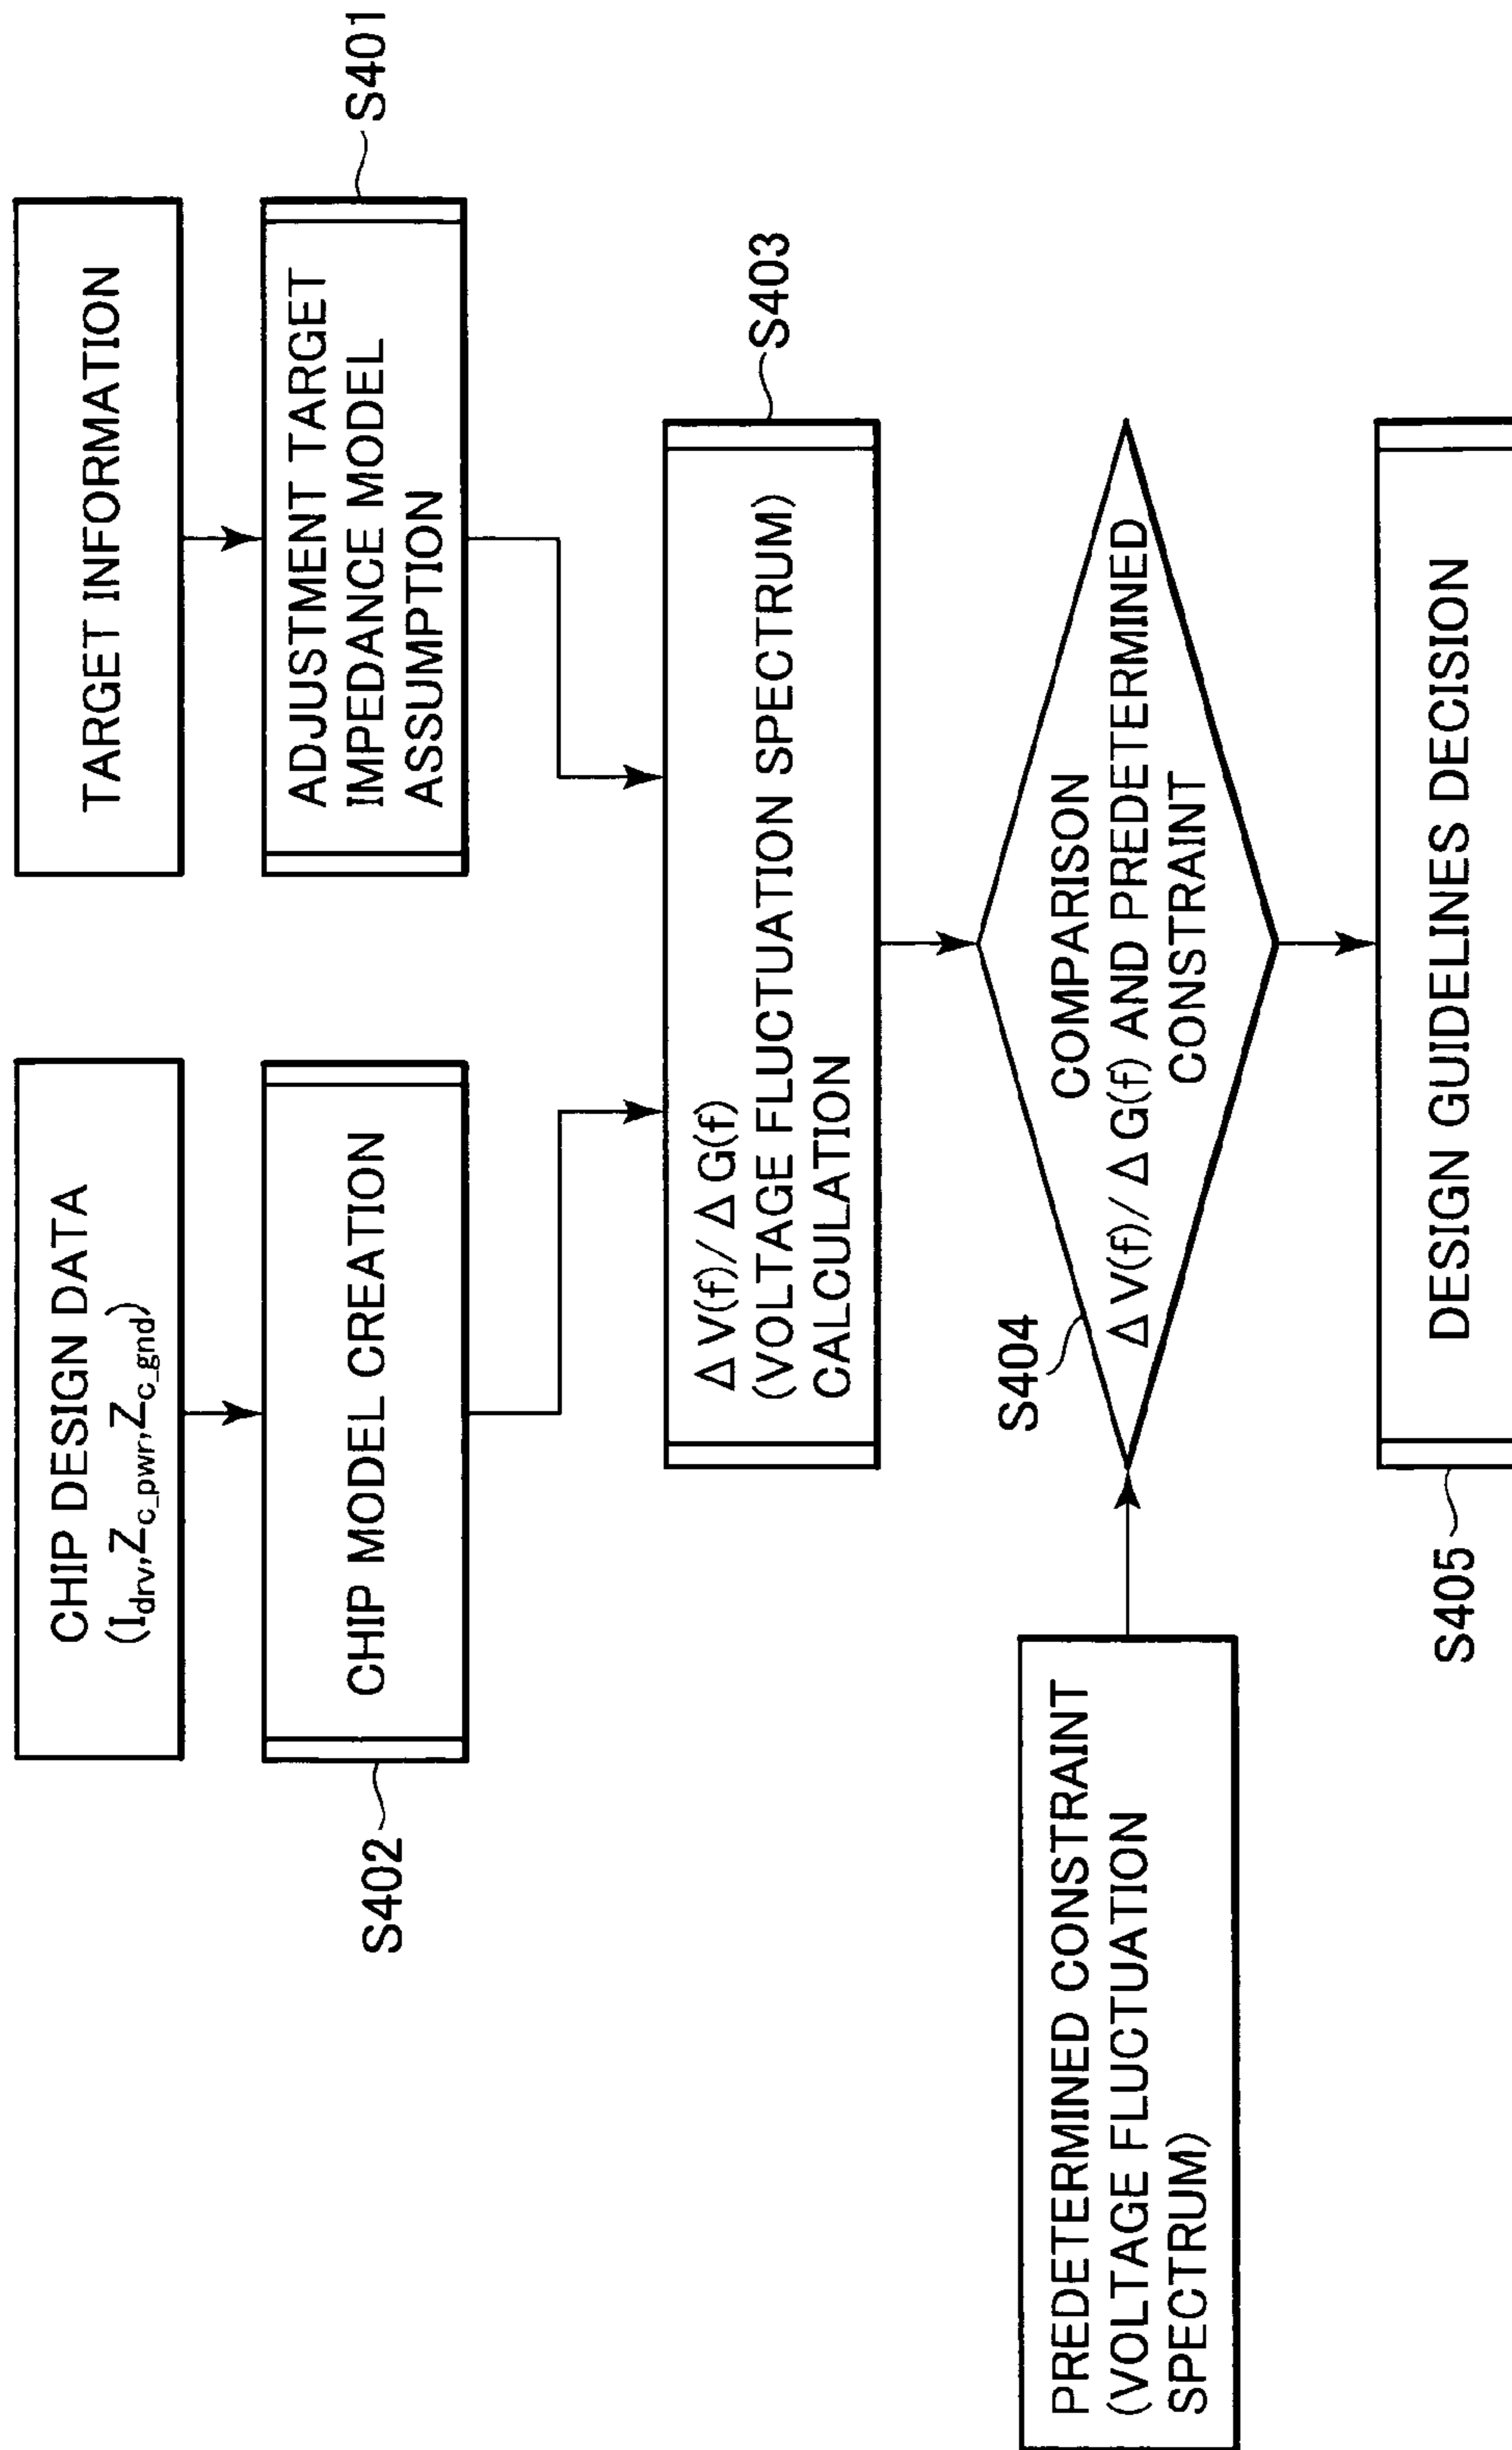 CHIP DESIGN DATA
(I_drv,Z_c_pwr,Z_c_gnd)
TARGET INFORMATION
S402
CHIP MODEL CREATION
ADJUSTMENT TARGET
IMPEDANCE MODEL
ASSUMPTION
S401
ΔV(f)/ΔG(f)
(VOLTAGE FLUCTUATION SPECTRUM)
CALCULATION
S403
PREDETERMINED CONSTRAINT
(VOLTAGE FLUCTUATION
SPECTRUM)
S404
COMPARISON
ΔV(f)/ΔG(f) AND PREDETERMINED
CONSTRAINT
S405
DESIGN GUIDELINES DECISION